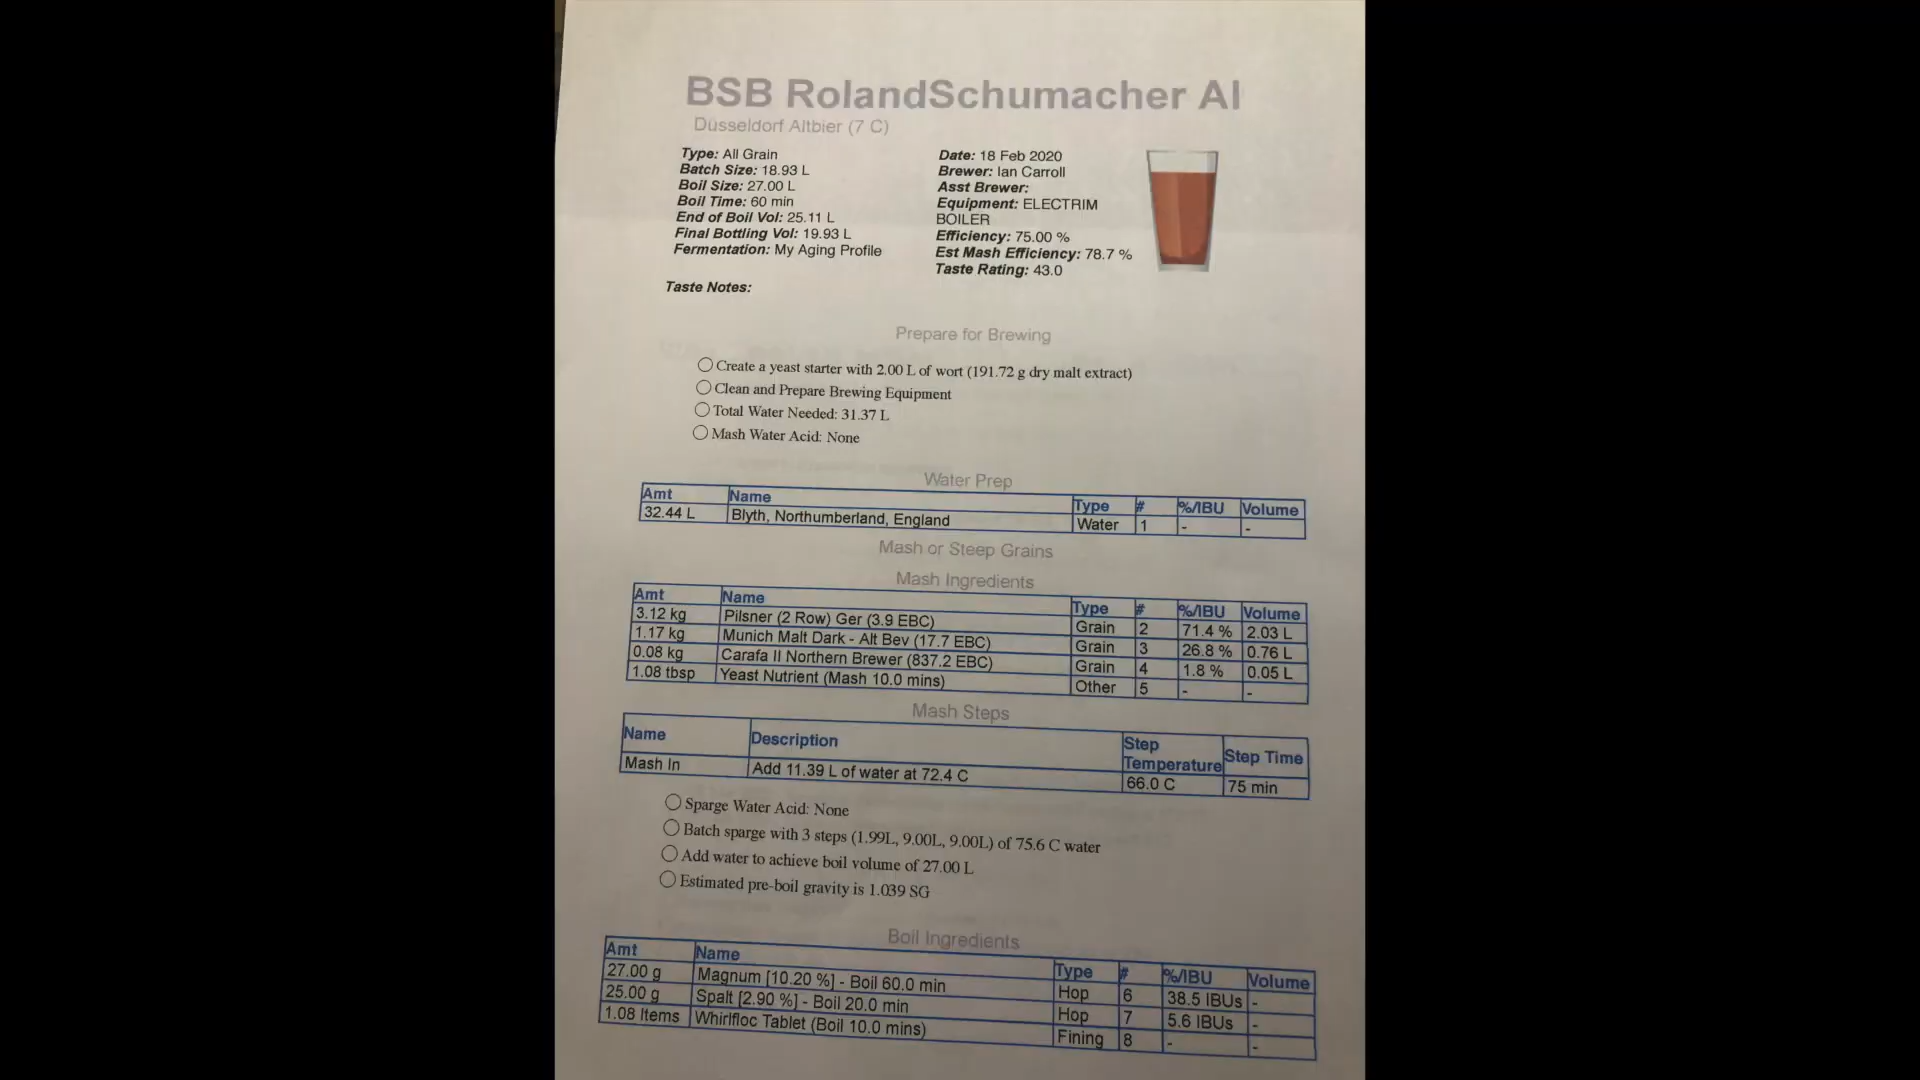 BSB RolandSchumacher Al
Düsseldorf Altbier (7 C)
Type: All Grain
Batch Size: 18.93 L
Boil Size: 27.00 L
Boil Time: 60 min
End of Boil Vol: 25.11 L
Final Bottling Vol: 19.93 L
Fermentation: My Aging Profile
Date: 18 Feb 2020
Brewer: Ian Carroll
Asst Brewer:
Equipment: ELECTRIM
BOILER
Efficiency: 75.00 %
Est Mash Efficiency: 78.7 %
Taste Rating: 43.0
Taste Notes:
Prepare for Brewing
Create a yeast starter with 2.00 L of wort (191.72 g dry malt extract)
Clean and Prepare Brewing Equipment
Total Water Needed: 31.37 L
Mash Water Acid: None
Water Prep
Amt Name Type # %/IBU Volume
32.44 L Blyth, Northumberland, England Water 1 - -
Mash or Steep Grains
Mash Ingredients
Amt Name Type # %/IBU Volume
3.12 kg Pilsner (2 Row) Ger (3.9 EBC) Grain 2 71.4 % 2.03 L
1.17 kg Munich Malt Dark - Alt Bev (17.7 EBC) Grain 3 26.8 % 0.76 L
0.08 kg Carafa II Northern Brewer (837.2 EBC) Grain 4 1.8 % 0.05 L
1.08 tbsp Yeast Nutrient (Mash 10.0 mins) Other 5 - -
Mash Steps
Name Description Step Temperature Step Time
Mash In Add 11.39 L of water at 72.4 C 66.0 C 75 min
Sparge Water Acid: None
Batch sparge with 3 steps (1.99L, 9.00L, 9.00L) of 75.6 C water
Add water to achieve boil volume of 27.00 L
Estimated pre-boil gravity is 1.039 SG
Boil Ingredients
Amt Name Type # %/IBU Volume
27.00 g Magnum [10.20 %] - Boil 60.0 min Hop 6 38.5 IBUs -
25.00 g Spalt [2.90 %] - Boil 20.0 min Hop 7 5.6 IBUs -
1.08 Items Whirlfloc Tablet (Boil 10.0 mins) Fining 8 - -